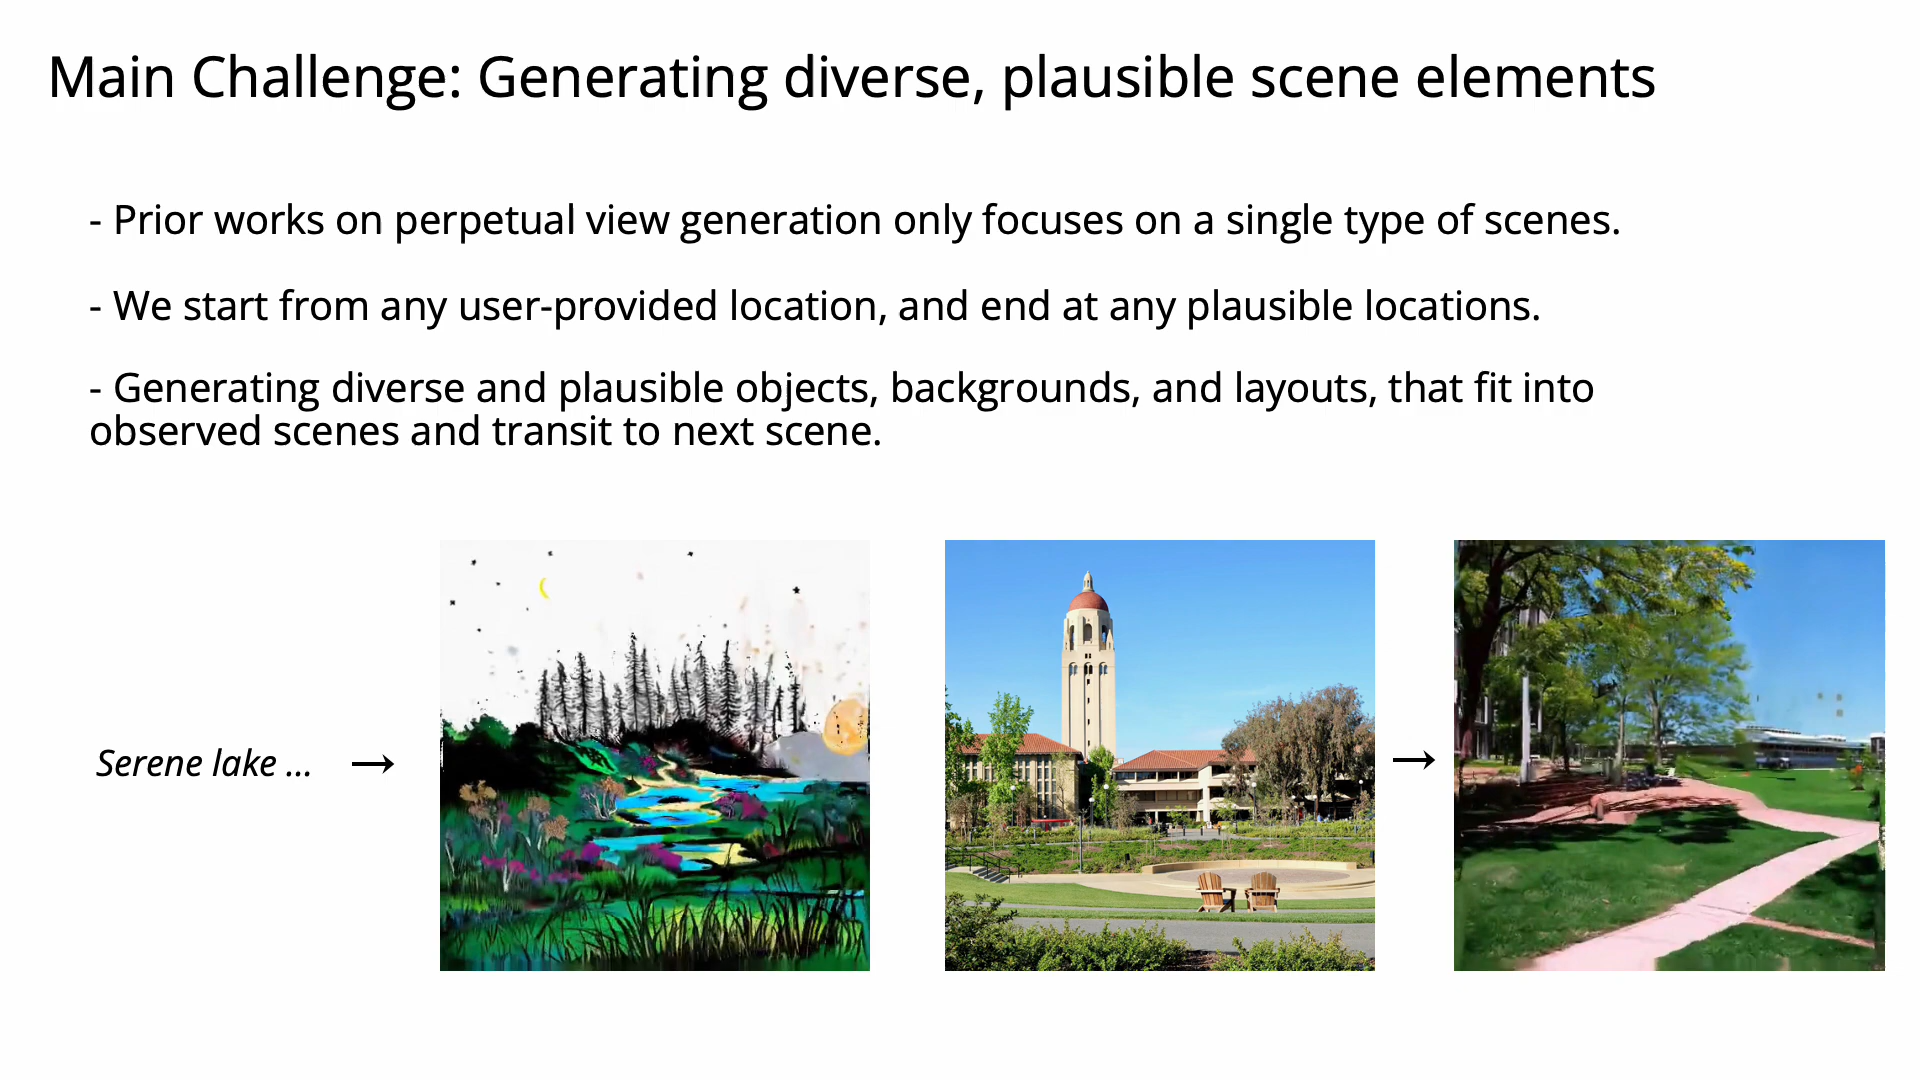 Main Challenge: Generating diverse, plausible scene elements
- Prior works on perpetual view generation only focuses on a single type of scenes.
- We start from any user-provided location, and end at any plausible locations.
- Generating diverse and plausible objects, backgrounds, and layouts, that fit into
observed scenes and transit to next scene.
Serene lake ...